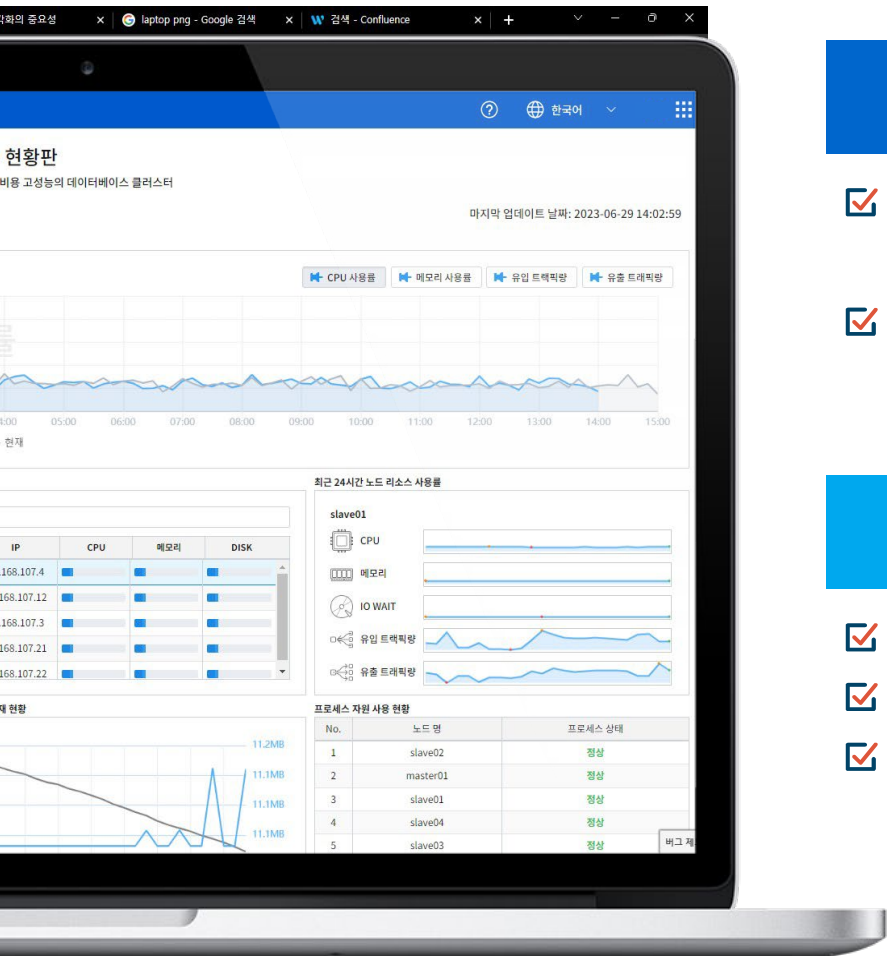 각화의 중요성
laptop png - Google 검색
검색 - Confluence
한국어
현황판
비용 고성능의 데이터베이스 클러스터
마지막 업데이트 날짜: 2023-06-29 14:02:59
CPU 사용률 메모리 사용률 유입 트랙픽량 유출 트래픽량
4:00 05:00 06:00 07:00 08:00 09:00 10:00 11:00 12:00 13:00 14:00 15:00
현재
최근 24시간 노드 리소스 사용률
slave01
CPU
메모리
IO WAIT
유입 트랙픽량
유출 트래픽량
IP CPU 메모리 DISK
.168.107.4
168.107.12
.168.107.3
168.107.21
168.107.22
재 현황
11.2MB
11.1MB
11.1MB
11.1MB
프로세스 자원 사용 현황
No. 노드 명 프로세스 상태
1 slave02 정상
2 master01 정상
3 slave01 정상
4 slave04 정상
5 slave03 정상
버그 제